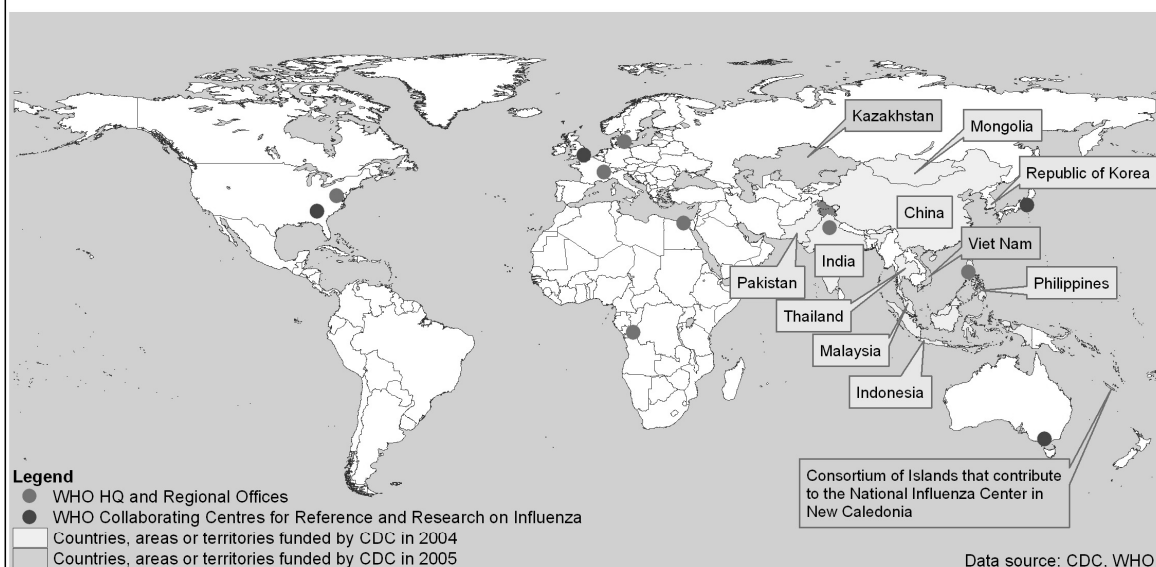 Kazakhstan
Mongolia
Republic of Korea
China
Viet Nam
India
Pakistan
Philippines
Thailand
Malaysia
Indonesia
Consortium of Islands that contribute
to the National Influenza Center in
New Caledonia
Legend
WHO HQ and Regional Offices
WHO Collaborating Centres for Reference and Research on Influenza
Countries, areas or territories funded by CDC in 2004
Countries, areas or territories funded by CDC in 2005
Data source: CDC, WHO